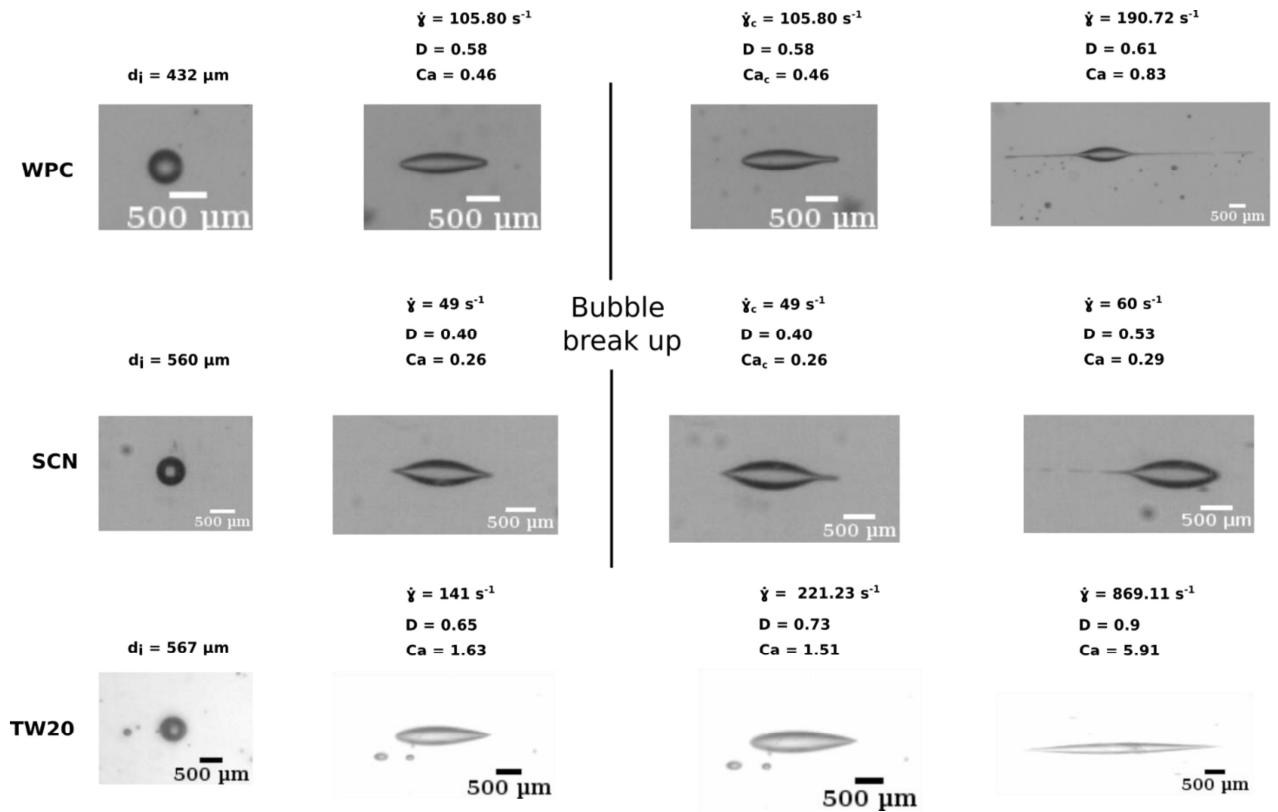 γ̇ = 105.80 s⁻¹
D = 0.58
Ca = 0.46
γ̇c = 105.80 s⁻¹
D = 0.58
Cac = 0.46
γ̇ = 190.72 s⁻¹
D = 0.61
Ca = 0.83
di = 432 µm
WPC
500 µm
500 µm
500 µm
500 µm
γ̇ = 49 s⁻¹
D = 0.40
Ca = 0.26
Bubble
break up
γ̇c = 49 s⁻¹
D = 0.40
Cac = 0.26
γ̇ = 60 s⁻¹
D = 0.53
Ca = 0.29
di = 560 µm
SCN
500 µm
500 µm
500 µm
500 µm
γ̇ = 141 s⁻¹
D = 0.65
Ca = 1.63
γ̇ = 221.23 s⁻¹
D = 0.73
Ca = 1.51
γ̇ = 869.11 s⁻¹
D = 0.9
Ca = 5.91
di = 567 µm
TW20
500 µm
500 µm
500 µm
500 µm